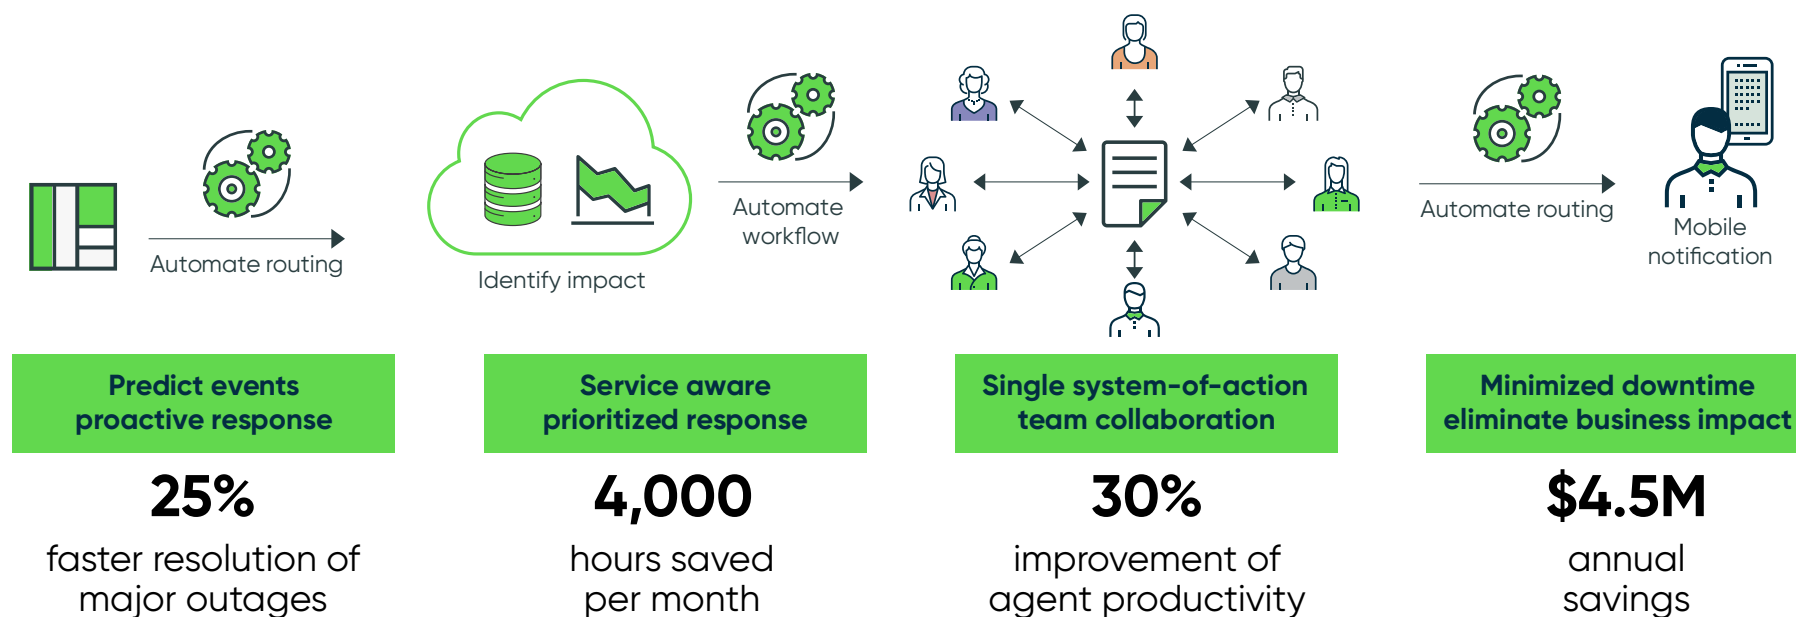 Automate routing
Identify impact
Automate
workflow
Automate routing
Mobile
notification
Predict events
proactive response
25%
faster resolution of
major outages
Service aware
prioritized response
4,000
hours saved
per month
Single system-of-action
team collaboration
30%
improvement of
agent productivity
Minimized downtime
eliminate business impact
$4.5M
annual
savings